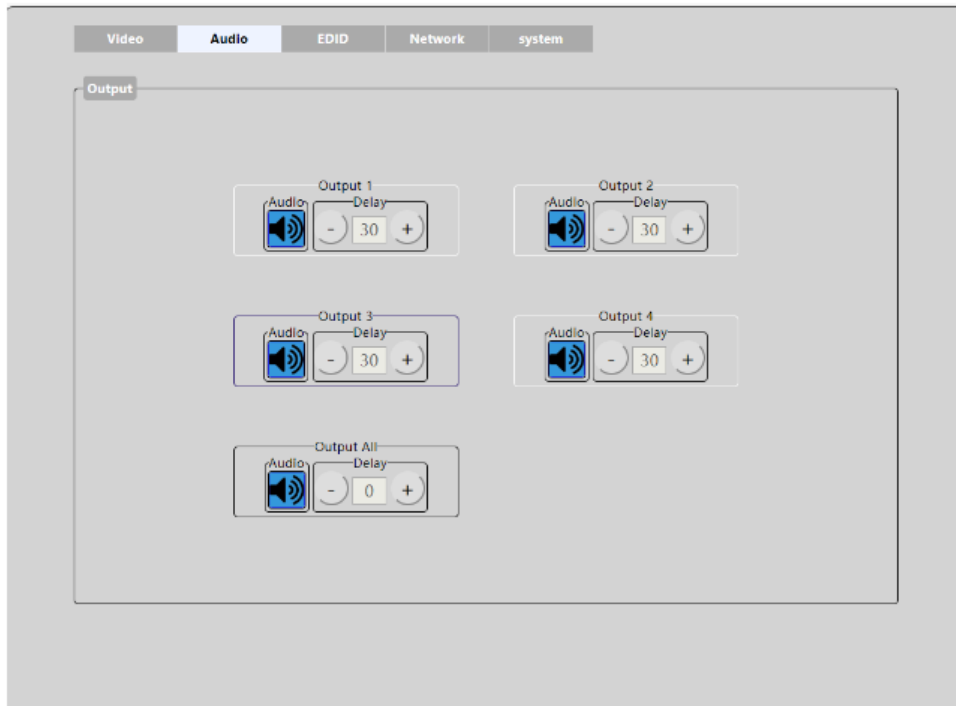 Video Audio EDID Network system
Output
Output 1 Output 2
Audio Delay Audio Delay
- 30 + - 30 +
Output 3 Output 4
Audio Delay Audio Delay
- 30 + - 30 +
Output All
Audio Delay
- 0 +